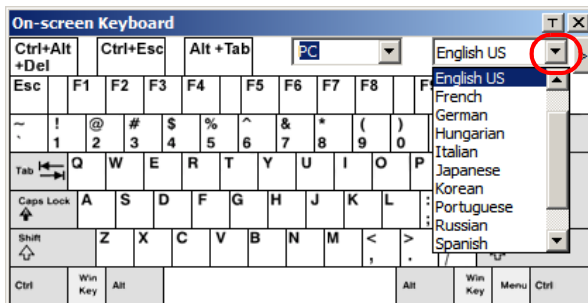 On-screen Keyboard T X
Ctrl+Alt +Del Ctrl+Esc Alt +Tab PC English US >
Esc F1 F2 F3 F4 F5 F6 F7 F8
English US
French
German
Hungarian
Italian
Japanese
Korean
Portuguese
Russian
Spanish
~ ! @ # $ % ^ & * ( )
` 1 2 3 4 5 6 7 8 9 0
Tab Q W E R T Y U I O P
Caps Lock A S D F G H J K L :
;
Shift Z X C V B N M < >
, . /
Ctrl Win Key Alt Alt Win Key Menu Ctrl